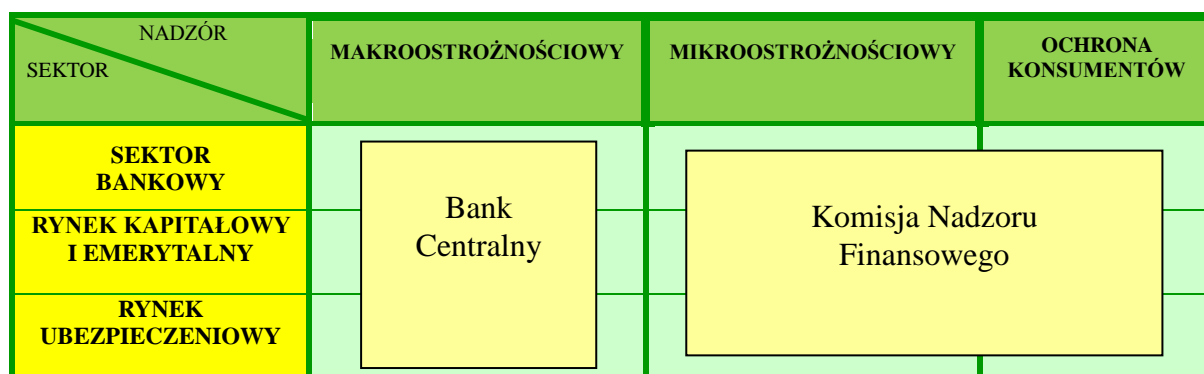 NADZÓR
SEKTOR
MAKROOSTROŻNOŚCIOWY
MIKROOSTROŻNOŚCIOWY
OCHRONA
KONSUMENTÓW
SEKTOR
BANKOWY
RYNEK KAPITAŁOWY
I EMERYTALNY
RYNEK
UBEZPIECZENIOWY
Bank
Centralny
Komisja Nadzoru
Finansowego